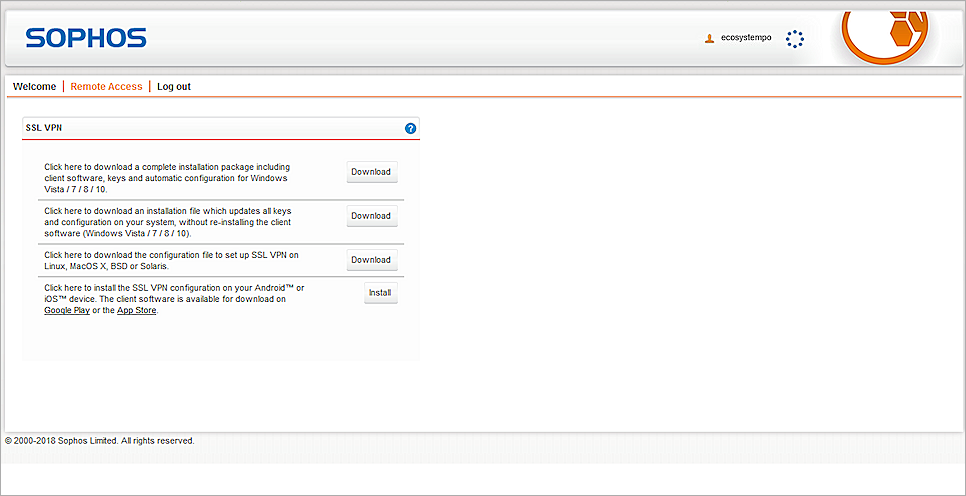 SOPHOS
ecosystempo
Welcome | Remote Access | Log out
SSL VPN
?
Click here to download a complete installation package including
client software, keys and automatic configuration for Windows
Vista / 7 / 8 / 10.
Download
Click here to download an installation file which updates all keys
and configuration on your system, without re-installing the client
software (Windows Vista / 7 / 8 / 10).
Download
Click here to download the configuration file to set up SSL VPN on
Linux, MacOS X, BSD or Solaris.
Download
Click here to install the SSL VPN configuration on your Android™ or
iOS™ device. The client software is available for download on
Google Play or the App Store.
Install
© 2000-2018 Sophos Limited. All rights reserved.